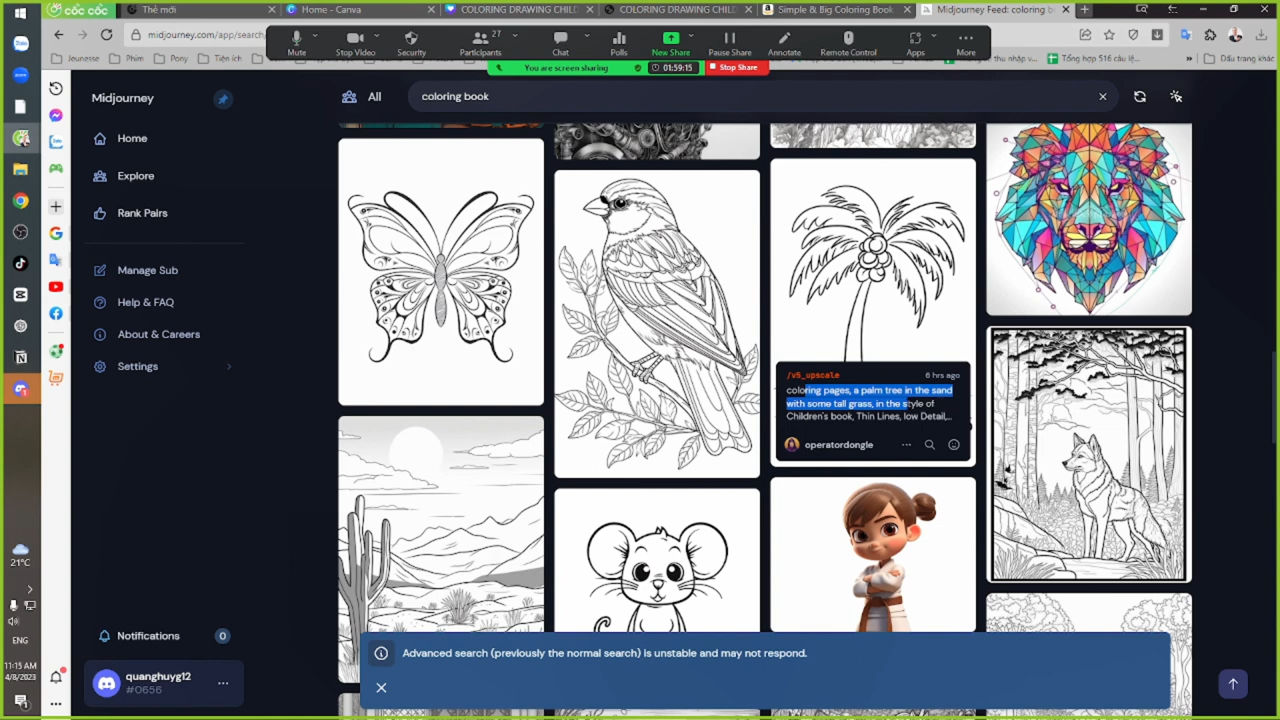 cốc cốc
Thẻ mới
Home - Canva
COLORING DRAWING CHILD
COLORING DRAWING CHILD
Simple & Big Coloring Book
Midjourney Feed: coloring b
midjourney.com/app/search
Mute
Stop Video
Security
Participants
27
Chat
Polls
New Share
Pause Share
Annotate
Remote Control
Apps
More
You are screen sharing
01:59:15
Stop Share
Jeunesse
Phim
Pony
Tiện ích
Tổng hợp 516 câu lệ...
Dấu trang khác
Midjourney
All
coloring book
Home
Explore
Rank Pairs
Manage Sub
Help & FAQ
About & Careers
Settings
/v5_upscale
6 hrs ago
coloring pages, a palm tree in the sand
with some tall grass, in the style of
Children's book, Thin Lines, low Detail,...
operatordongle
Notifications
0
quanghuyg12
#0656
Advanced search (previously the normal search) is unstable and may not respond.
21°C
ENG
11:15 AM
4/8/2023